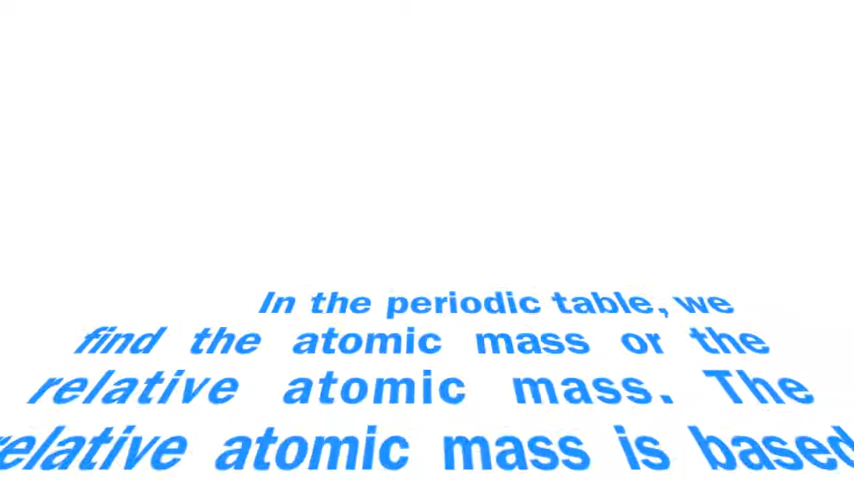 In the periodic table, we
find the atomic mass or the
relative atomic mass. The
relative atomic mass is based